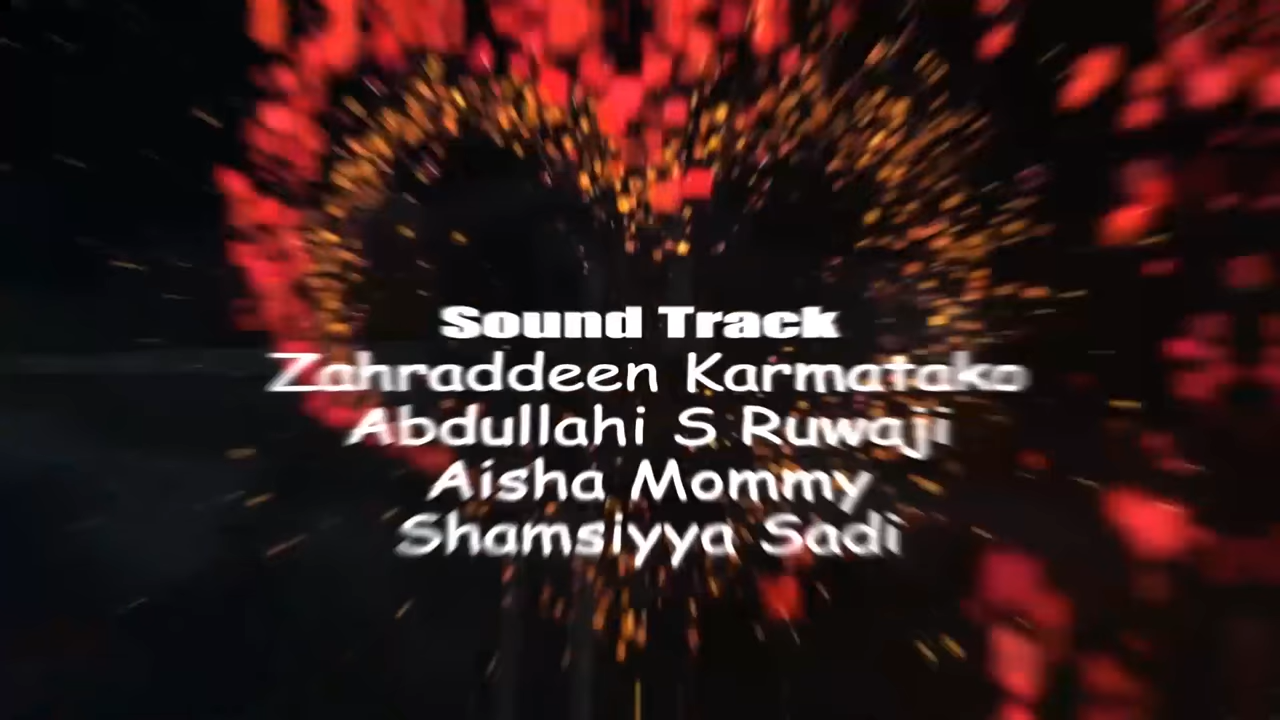 Sound Track
Zahraddeen Karmatako
Abdullahi S Ruwaji
Aisha Mommy
Shamsiyya Sadi